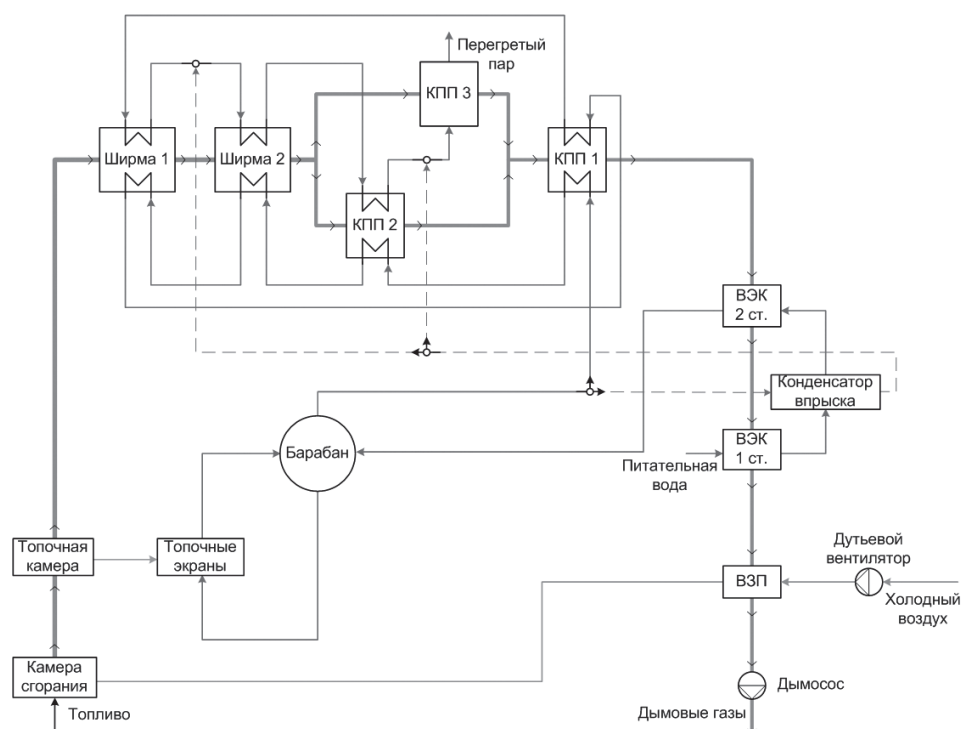 Перегретый
пар
КПП 3
Ширма 1
Ширма 2
КПП 1
КПП 2
ВЭК
2 ст.
Конденсатор
впрыска
Барабан
ВЭК
1 ст.
Питательная
вода
Топочная
камера
Топочные
экраны
Дутьевой
вентилятор
ВЗП
Холодный
воздух
Камера
сгорания
Дымосос
Топливо
Дымовые газы